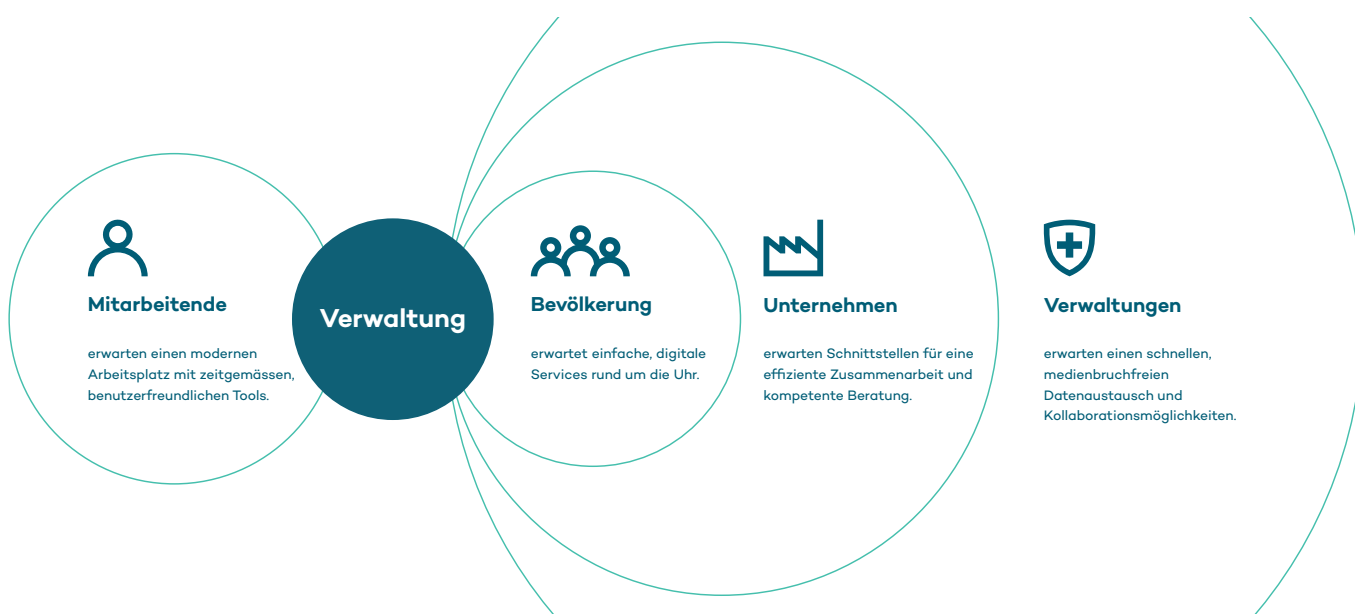 Mitarbeitende
erwarten einen modernen
Arbeitsplatz mit zeitgemässen,
benutzerfreundlichen Tools.
Verwaltung
Bevölkerung
erwartet einfache, digitale
Services rund um die Uhr.
Unternehmen
erwarten Schnittstellen für eine
effiziente Zusammenarbeit und
kompetente Beratung.
Verwaltungen
erwarten einen schnellen,
medienbruchfreien
Datenaustausch und
Kollaborationsmöglichkeiten.